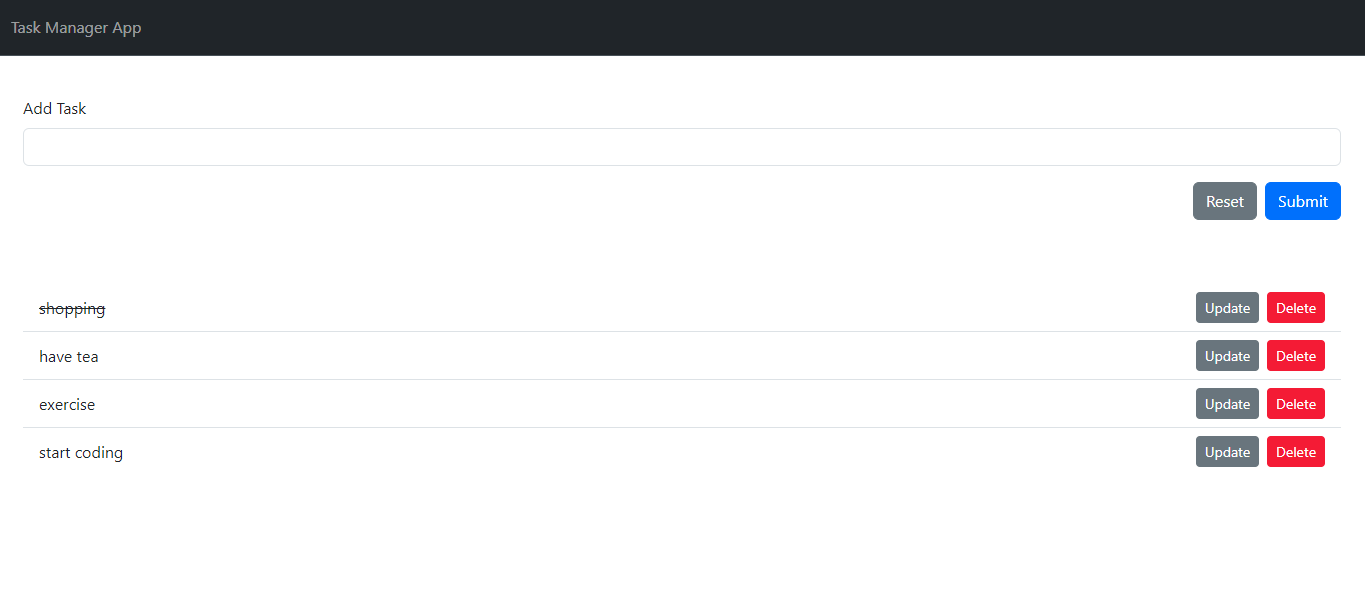 Task Manager App
Add Task
Reset Submit
shopping Update Delete
have tea Update Delete
exercise Update Delete
start coding Update Delete